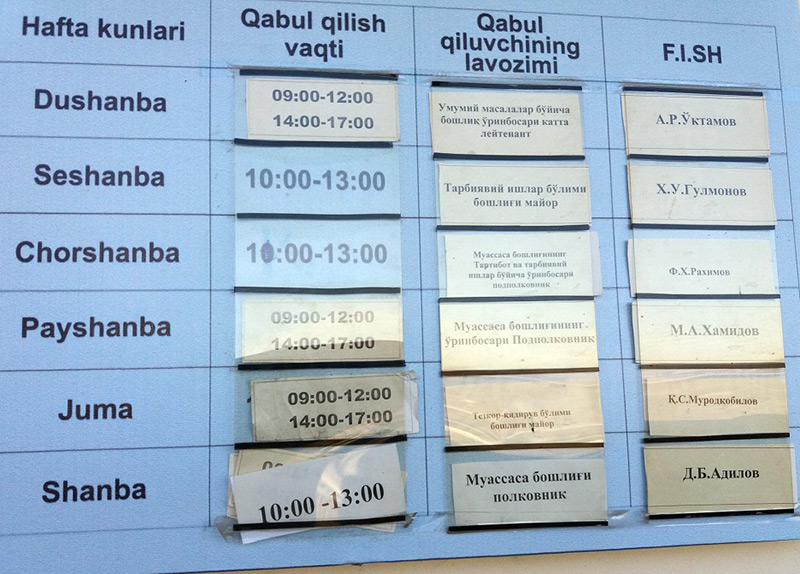 Hafta kunlari
Qabul qilish
vaqti
Qabul
qiluvchining
lavozimi
F.I.SH
Dushanba
09:00-12:00
14:00-17:00
Умумий масалалар бўйича
бошлиқ ўринбосари катта
лейтенант
А.Р.Ўктамов
Seshanba
10:00-13:00
Тарбиявий ишлар бўлими
бошлиғи майор
Х.У.Гулмонов
Chorshanba
10:00-13:00
Муассаса бошлиғининг
Тартибот ва тарбиявий
ишлар бўйича ўринбосари
подполковник
Ф.Х.Рахимов
Payshanba
09:00-12:00
14:00-17:00
Муассаса бошлиғининг
ўринбосари Подполковник
М.А.Хамидов
Juma
09:00-12:00
14:00-17:00
Тезкор-қидирув бўлими
бошлиғи майор
Қ.С.Муродқобилов
Shanba
10:00 -13:00
Муассаса бошлиғи
полковник
Д.Б.Адилов